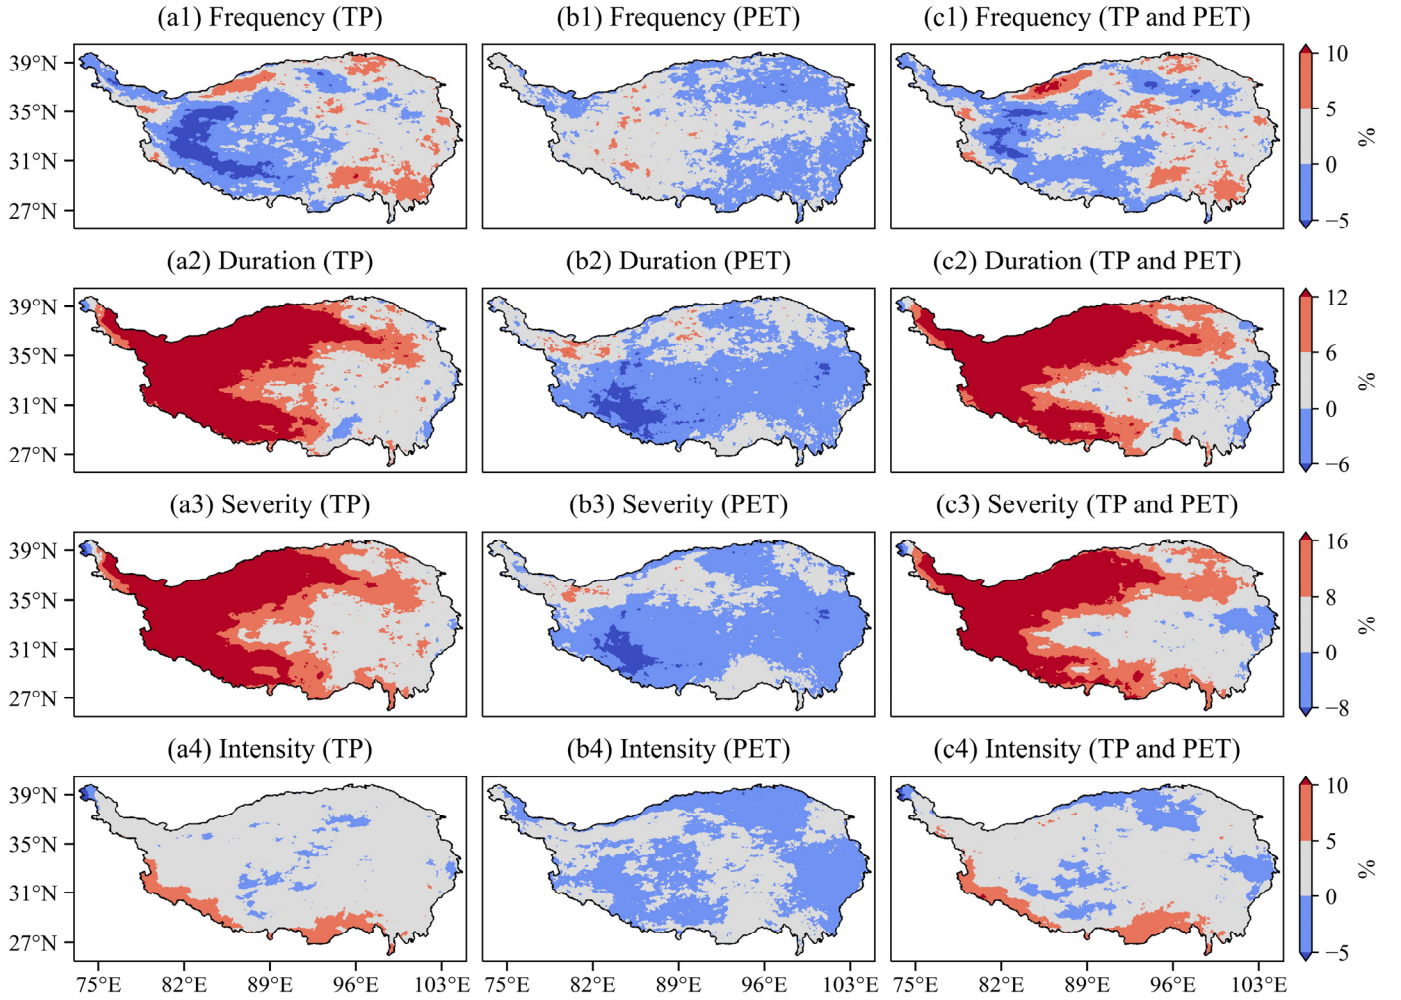 (a1) Frequency (TP)
(b1) Frequency (PET)
(c1) Frequency (TP and PET)
39°N
35°N
31°N
27°N
10
5
0
−5
%
(a2) Duration (TP)
(b2) Duration (PET)
(c2) Duration (TP and PET)
39°N
35°N
31°N
27°N
12
6
0
−6
%
(a3) Severity (TP)
(b3) Severity (PET)
(c3) Severity (TP and PET)
39°N
35°N
31°N
27°N
16
8
0
−8
%
(a4) Intensity (TP)
(b4) Intensity (PET)
(c4) Intensity (TP and PET)
39°N
35°N
31°N
27°N
10
5
0
−5
%
75°E 82°E 89°E 96°E 103°E
75°E 82°E 89°E 96°E 103°E
75°E 82°E 89°E 96°E 103°E